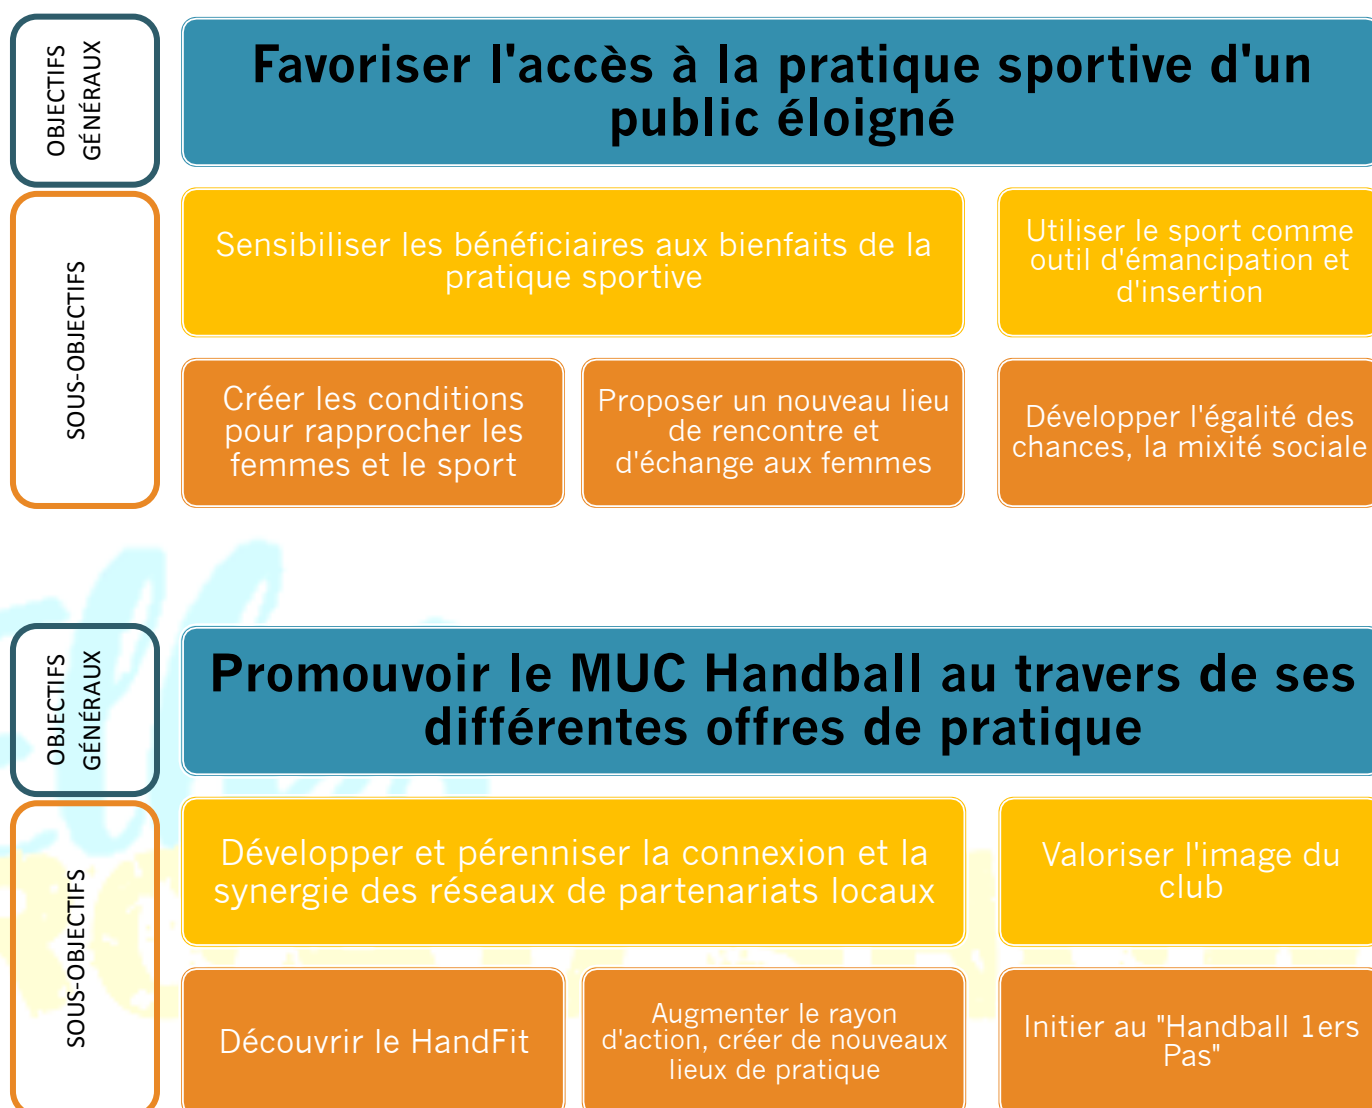 OBJECTIFS
GÉNÉRAUX
Favoriser l'accès à la pratique sportive d'un
public éloigné
SOUS-OBJECTIFS
Sensibiliser les bénéficiaires aux bienfaits de la
pratique sportive
Utiliser le sport comme
outil d'émancipation et
d'insertion
Créer les conditions
pour rapprocher les
femmes et le sport
Proposer un nouveau lieu
de rencontre et
d'échange aux femmes
Développer l'égalité des
chances, la mixité sociale
OBJECTIFS
GÉNÉRAUX
Promouvoir le MUC Handball au travers de ses
différentes offres de pratique
SOUS-OBJECTIFS
Développer et pérenniser la connexion et la
synergie des réseaux de partenariats locaux
Valoriser l'image du
club
Découvrir le HandFit
Augmenter le rayon
d'action, créer de nouveaux
lieux de pratique
Initier au "Handball 1ers
Pas"